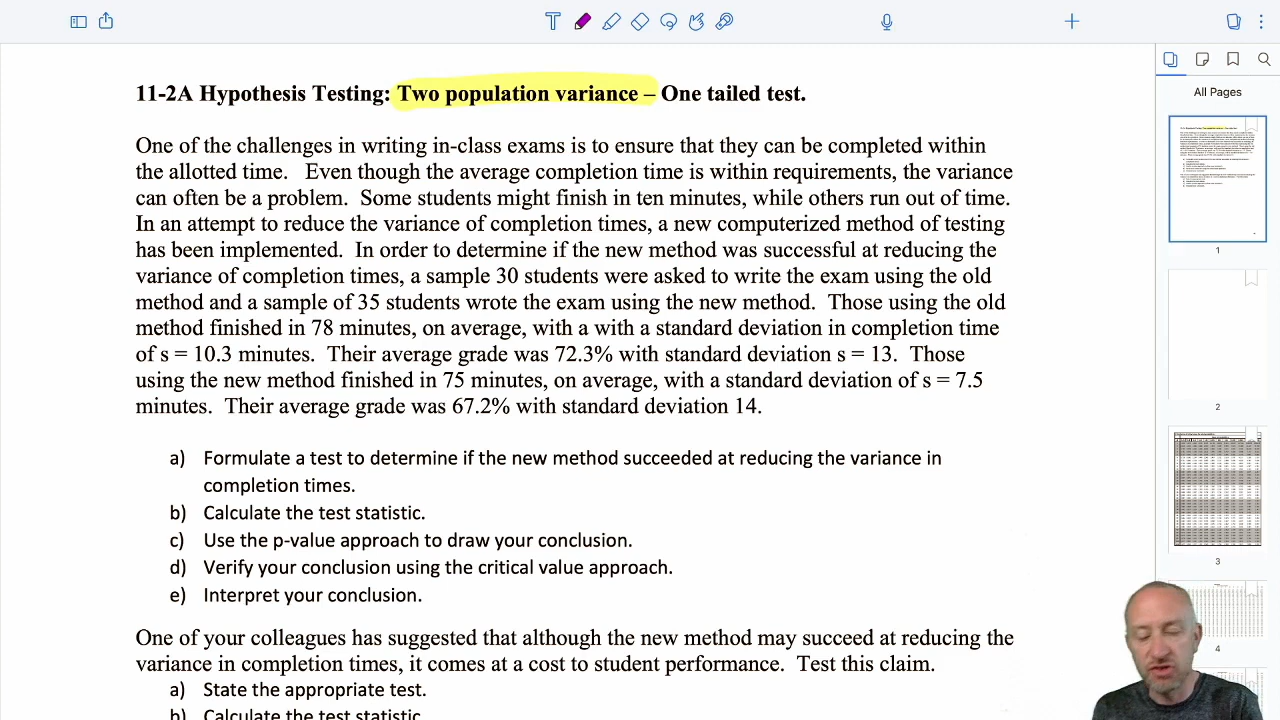 11-2A Hypothesis Testing: Two population variance – One tailed test.
One of the challenges in writing in-class exams is to ensure that they can be completed within
the allotted time.   Even though the average completion time is within requirements, the variance
can often be a problem.  Some students might finish in ten minutes, while others run out of time.
In an attempt to reduce the variance of completion times, a new computerized method of testing
has been implemented.  In order to determine if the new method was successful at reducing the
variance of completion times, a sample 30 students were asked to write the exam using the old
method and a sample of 35 students wrote the exam using the new method.  Those using the old
method finished in 78 minutes, on average, with a with a standard deviation in completion time
of s = 10.3 minutes.  Their average grade was 72.3% with standard deviation s = 13.  Those
using the new method finished in 75 minutes, on average, with a standard deviation of s = 7.5
minutes.  Their average grade was 67.2% with standard deviation 14.
a) Formulate a test to determine if the new method succeeded at reducing the variance in
completion times.
b) Calculate the test statistic.
c) Use the p-value approach to draw your conclusion.
d) Verify your conclusion using the critical value approach.
e) Interpret your conclusion.
One of your colleagues has suggested that although the new method may succeed at reducing the
variance in completion times, it comes at a cost to student performance.  Test this claim.
a) State the appropriate test.
b) Calculate the test statistic
All Pages
1
2
3
4